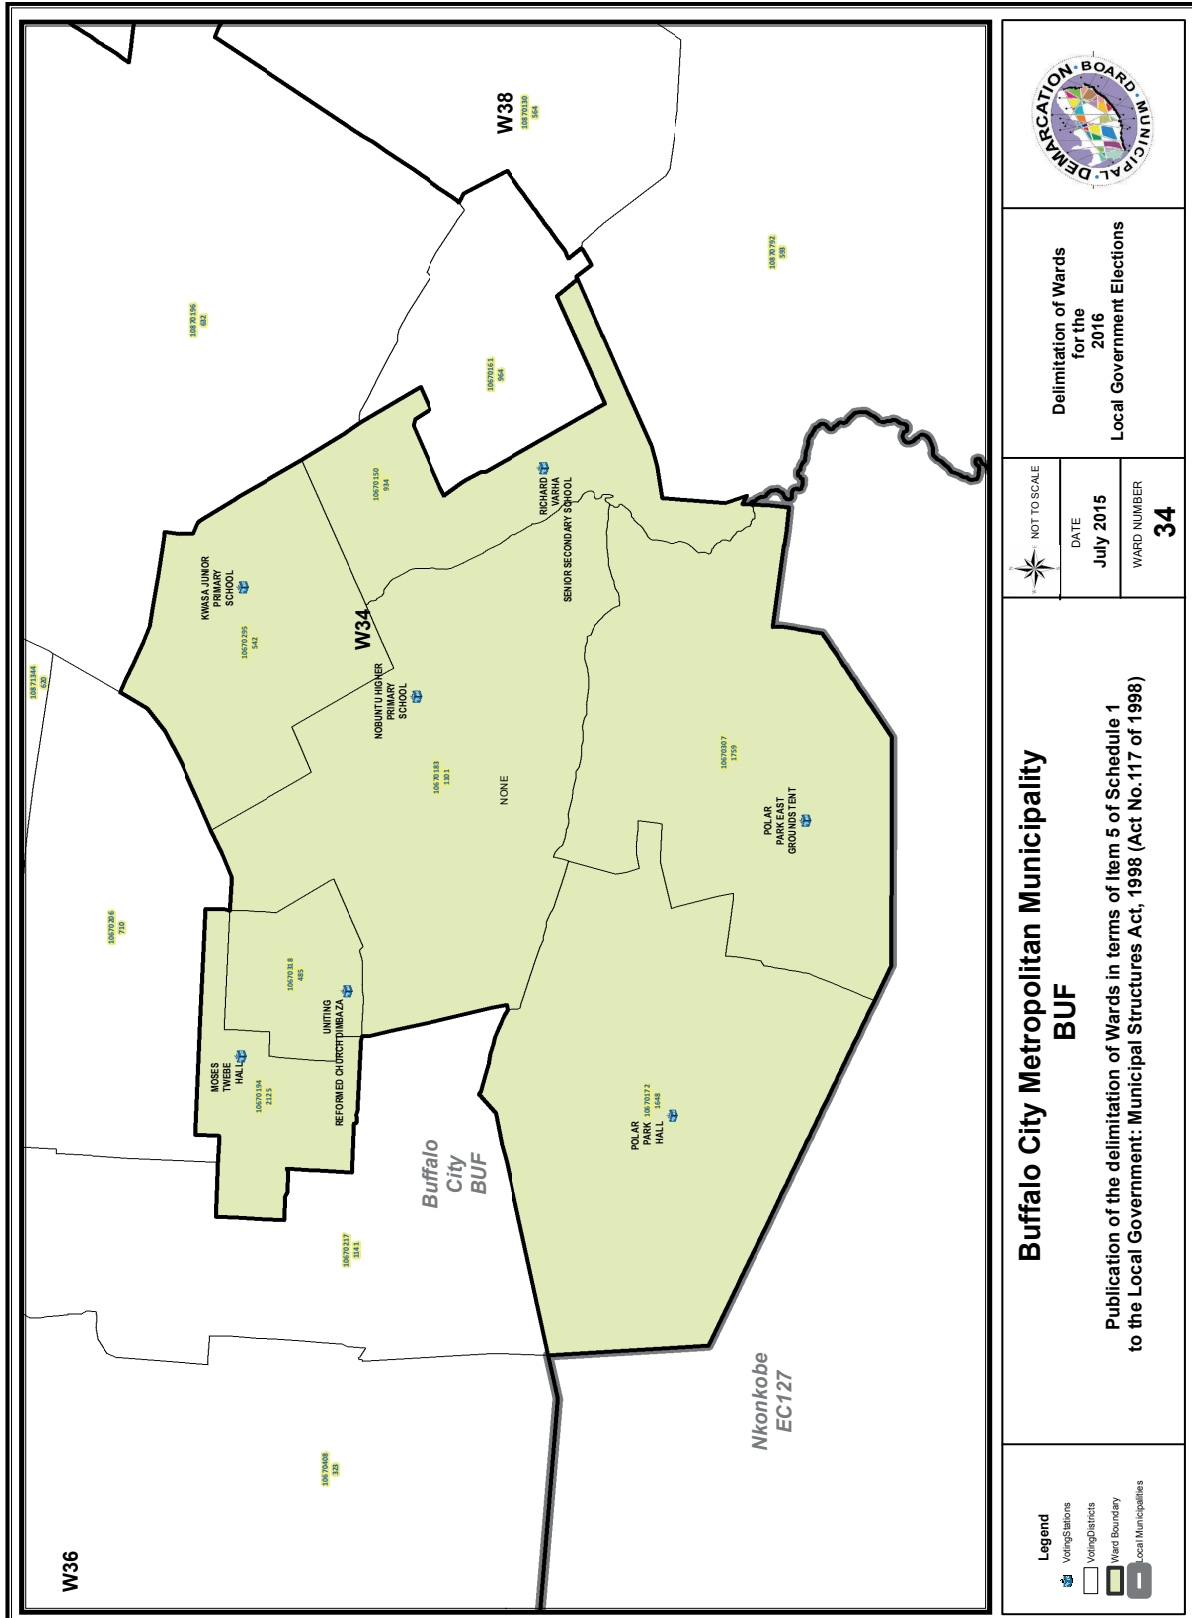 W36
W38
W34
10871344
620
10870196
632
10870130
564
10870792
593
10670161
964
10670206
710
10670217
1141
10670408
323
KWASA JUNIOR
PRIMARY
SCHOOL
10670295
542
10670150
934
NOBUNTU HIGHER
PRIMARY
SCHOOL
10670183
1101
NONE
RICHARD
VARHA
SENIOR SECONDARY SCHOOL
MOSES
TWEBE
HALL
10670194
2125
10670318
485
UNITING
REFORMED CHURCH DIMBAZA
POLAR
PARK EAST
GROUNDS TENT
10670307
1759
POLAR
PARK
HALL
10670172
1648
Buffalo
City
BUF
Nkonkobe
EC127
Legend
VotingStations
VotingDistricts
Ward Boundary
Local Municipalities
Buffalo City Metropolitan Municipality
BUF
Publication of the delimitation of Wards in terms of Item 5 of Schedule 1
to the Local Government: Municipal Structures Act, 1998 (Act No.117 of 1998)
NOT TO SCALE
DATE
July 2015
WARD NUMBER
34
Delimitation of Wards
for the
2016
Local Government Elections
MUNICIPAL DEMARCATION BOARD